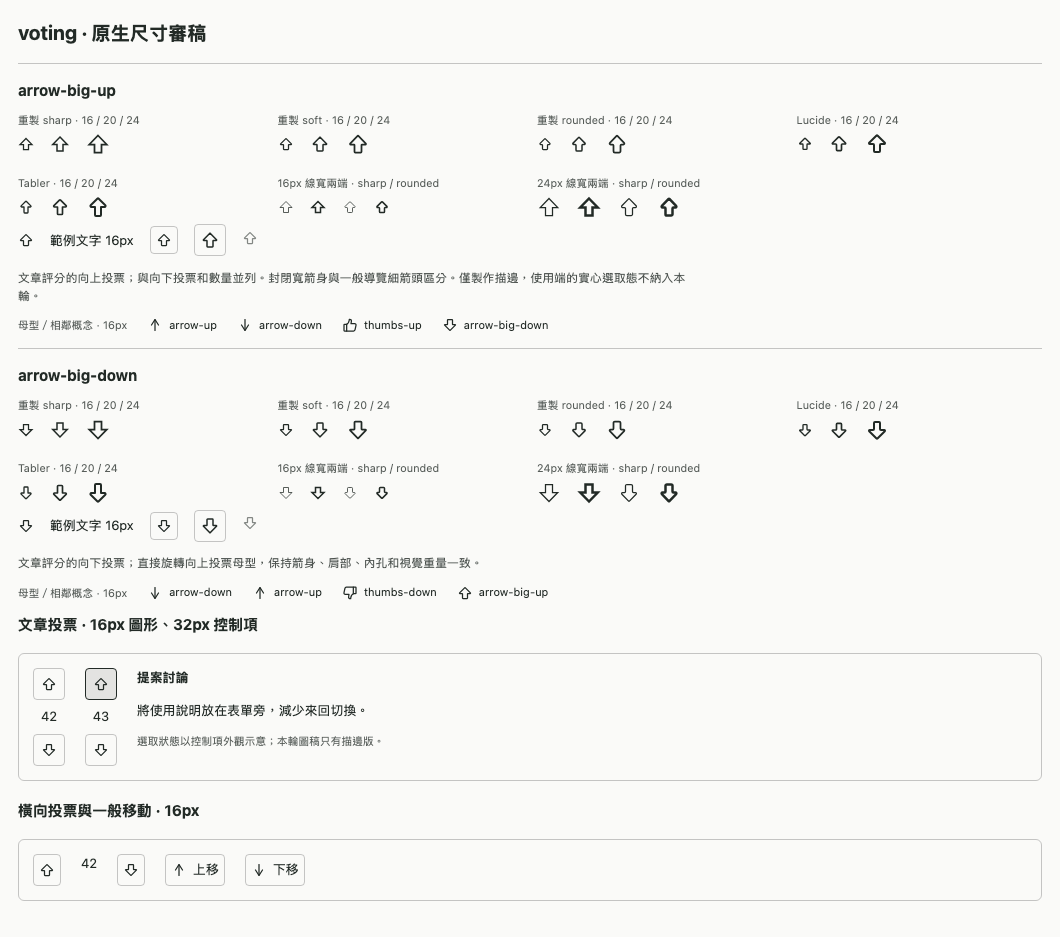 voting · 原生尺寸審稿
arrow-big-up
重製 sharp · 16 / 20 / 24
重製 soft · 16 / 20 / 24
重製 rounded · 16 / 20 / 24
Lucide · 16 / 20 / 24
Tabler · 16 / 20 / 24
16px 線寬兩端 · sharp / rounded
24px 線寬兩端 · sharp / rounded
範例文字 16px
文章評分的向上投票；與向下投票和數量並列。封閉寬箭身與一般導覽細箭頭區分。僅製作描邊，使用端的實心選取態不納入本
輪。
母型 / 相鄰概念 · 16px
arrow-up
arrow-down
thumbs-up
arrow-big-down
arrow-big-down
重製 sharp · 16 / 20 / 24
重製 soft · 16 / 20 / 24
重製 rounded · 16 / 20 / 24
Lucide · 16 / 20 / 24
Tabler · 16 / 20 / 24
16px 線寬兩端 · sharp / rounded
24px 線寬兩端 · sharp / rounded
範例文字 16px
文章評分的向下投票；直接旋轉向上投票母型，保持箭身、肩部、內孔和視覺重量一致。
母型 / 相鄰概念 · 16px
arrow-down
arrow-up
thumbs-down
arrow-big-up
文章投票 · 16px 圖形、32px 控制項
42
43
提案討論
將使用說明放在表單旁，減少來回切換。
選取狀態以控制項外觀示意；本輪圖稿只有描邊版。
橫向投票與一般移動 · 16px
42
上移
下移